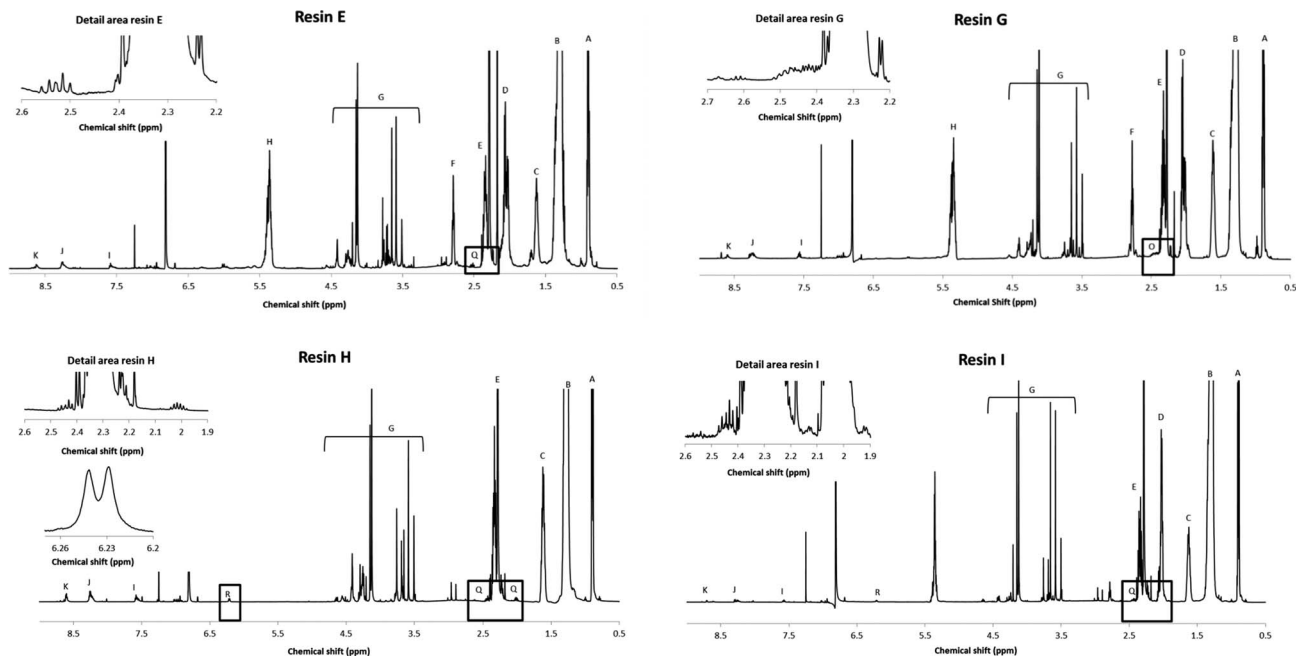 Detail area resin E
Resin E
A
B
C
D
E
F
G
H
I
J
K
Q
2.6 2.5 2.4 2.3 2.2
Chemical shift (ppm)
8.5 7.5 6.5 5.5 4.5 3.5 2.5 1.5 0.5
Chemical shift (ppm)
Detail area resin G
Resin G
A
B
C
D
E
F
G
H
I
J
K
O
2.7 2.6 2.5 2.4 2.3 2.2
Chemical shift (ppm)
8.5 7.5 6.5 5.5 4.5 3.5 2.5 1.5 0.5
Chemical Shift (ppm)
Detail area resin H
Resin H
A
B
C
E
G
I
J
K
R
Q
Q
2.6 2.5 2.4 2.3 2.2 2.1 2 1.9
Chemical shift (ppm)
6.26 6.23 6.2
Chemical shift (ppm)
8.5 7.5 6.5 5.5 4.5 3.5 2.5 1.5 0.5
Chemical shift (ppm)
Detail area resin I
Resin I
A
B
C
D
E
G
I
J
K
R
Q
2.6 2.5 2.4 2.3 2.2 2.1 2 1.9
Chemical shift (ppm)
8.5 7.5 6.5 5.5 4.5 3.5 2.5 1.5 0.5
Chemical shift (ppm)